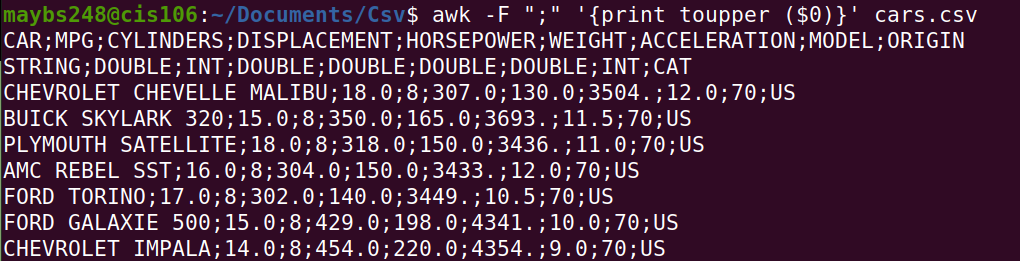 maybs248@cis106:~/Documents/Csv$ awk -F ";" '{print toupper ($0)}' cars.csv
CAR;MPG;CYLINDERS;DISPLACEMENT;HORSEPOWER;WEIGHT;ACCELERATION;MODEL;ORIGIN
STRING;DOUBLE;INT;DOUBLE;DOUBLE;DOUBLE;DOUBLE;INT;CAT
CHEVROLET CHEVELLE MALIBU;18.0;8;307.0;130.0;3504.;12.0;70;US
BUICK SKYLARK 320;15.0;8;350.0;165.0;3693.;11.5;70;US
PLYMOUTH SATELLITE;18.0;8;318.0;150.0;3436.;11.0;70;US
AMC REBEL SST;16.0;8;304.0;150.0;3433.;12.0;70;US
FORD TORINO;17.0;8;302.0;140.0;3449.;10.5;70;US
FORD GALAXIE 500;15.0;8;429.0;198.0;4341.;10.0;70;US
CHEVROLET IMPALA;14.0;8;454.0;220.0;4354.;9.0;70;US